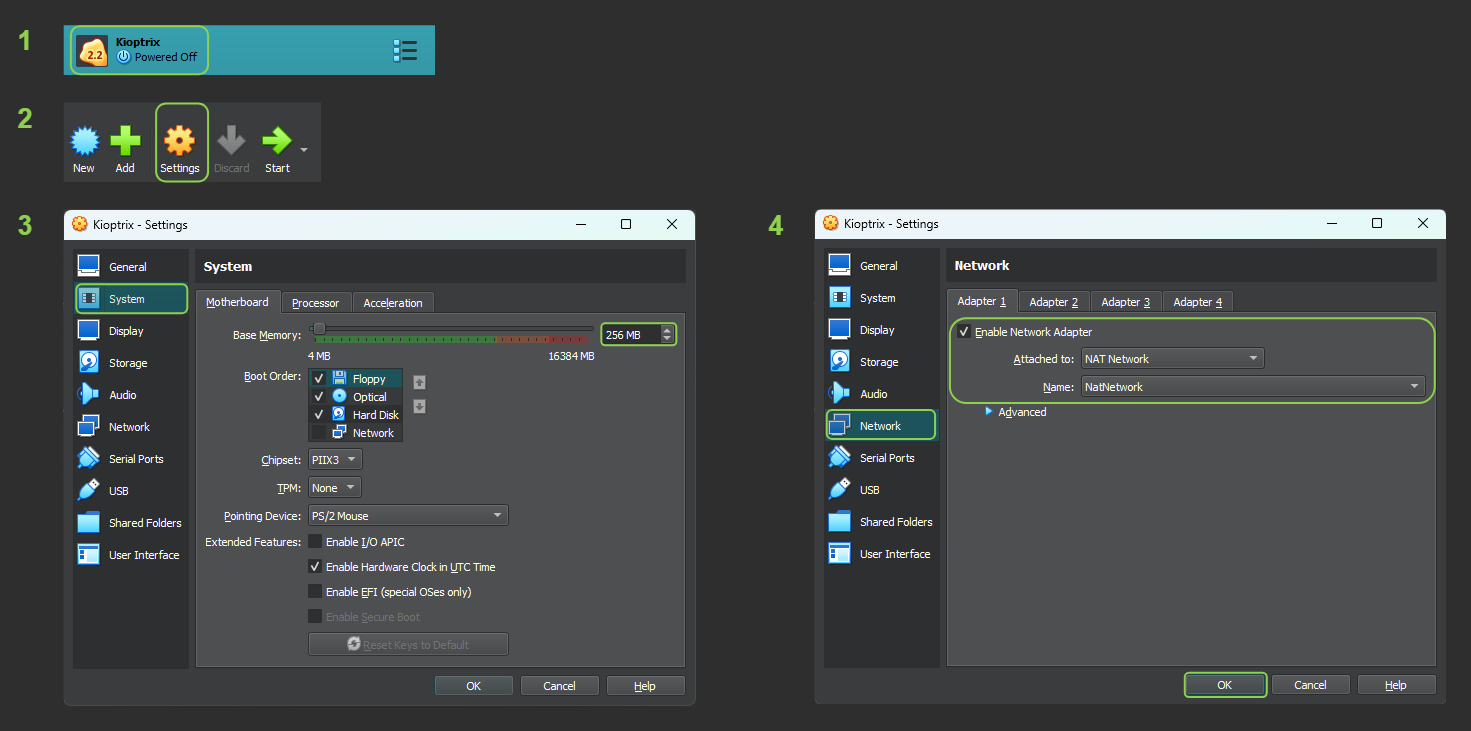 1
2.2
Kioptrix
Powered Off
2
New
Add
Settings
Discard
Start
3
Kioptrix - Settings
General
System
Display
Storage
Audio
Network
Serial Ports
USB
Shared Folders
User Interface
System
Motherboard Processor Acceleration
Base Memory: 256 MB
4 MB 16384 MB
Boot Order: Floppy
Optical
Hard Disk
Network
Chipset: PIIX3
TPM: None
Pointing Device: PS/2 Mouse
Extended Features: Enable I/O APIC
Enable Hardware Clock in UTC Time
Enable EFI (special OSes only)
Enable Secure Boot
Reset Keys to Default
OK Cancel Help
4
Kioptrix - Settings
General
System
Display
Storage
Audio
Network
Serial Ports
USB
Shared Folders
User Interface
Network
Adapter 1 Adapter 2 Adapter 3 Adapter 4
Enable Network Adapter
Attached to: NAT Network
Name: NatNetwork
Advanced
OK Cancel Help